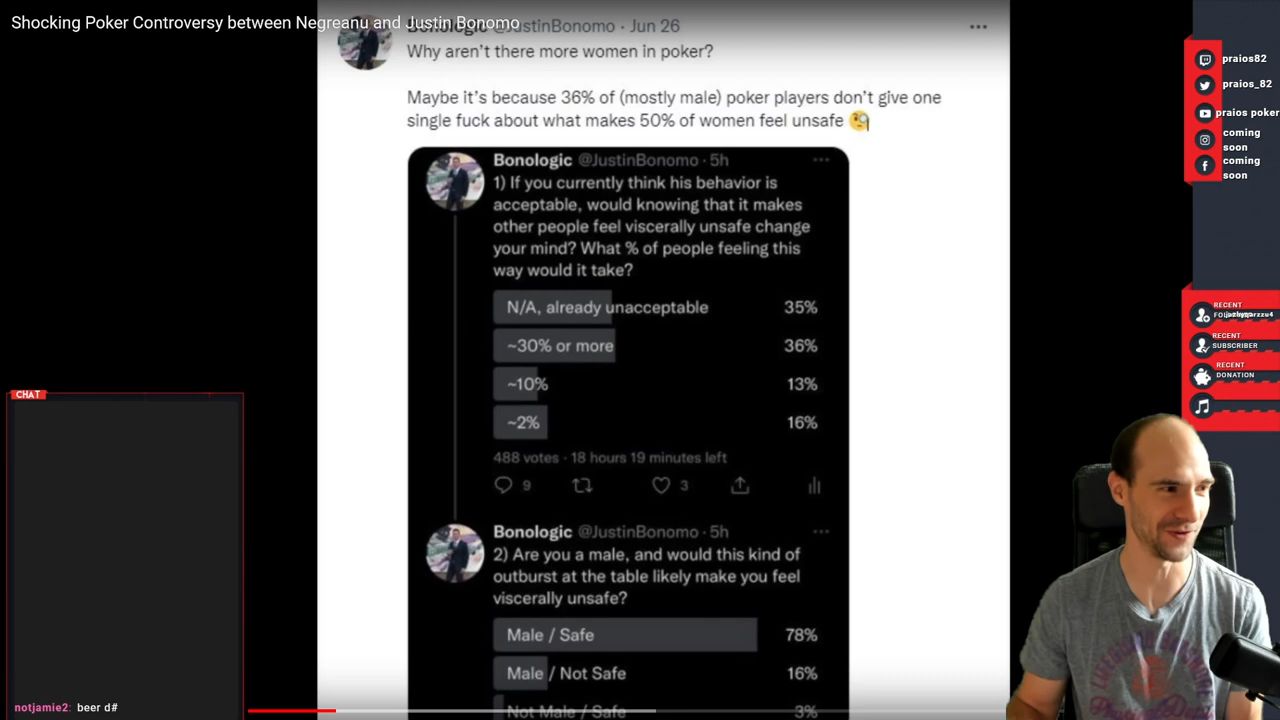 Shocking Poker Controversy between Negreanu and Justin Bonomo
Bonologic @JustinBonomo · Jun 26
Why aren't there more women in poker?
Maybe it's because 36% of (mostly male) poker players don't give one
single fuck about what makes 50% of women feel unsafe 🧐
Bonologic @JustinBonomo · 5h
1) If you currently think his behavior is
acceptable, would knowing that it makes
other people feel viscerally unsafe change
your mind? What % of people feeling this
way would it take?
N/A, already unacceptable 35%
~30% or more 36%
~10% 13%
~2% 16%
488 votes · 18 hours 19 minutes left
9 3
Bonologic @JustinBonomo · 5h
2) Are you a male, and would this kind of
outburst at the table likely make you feel
viscerally unsafe?
Male / Safe 78%
Male / Not Safe 16%
Not Male / Safe 3%
praios82
praios_82
praios poker
coming
soon
coming
soon
RECENT
RECENT
SUBSCRIBER
RECENT
DONATION
CHAT
notjamie2: beer d#